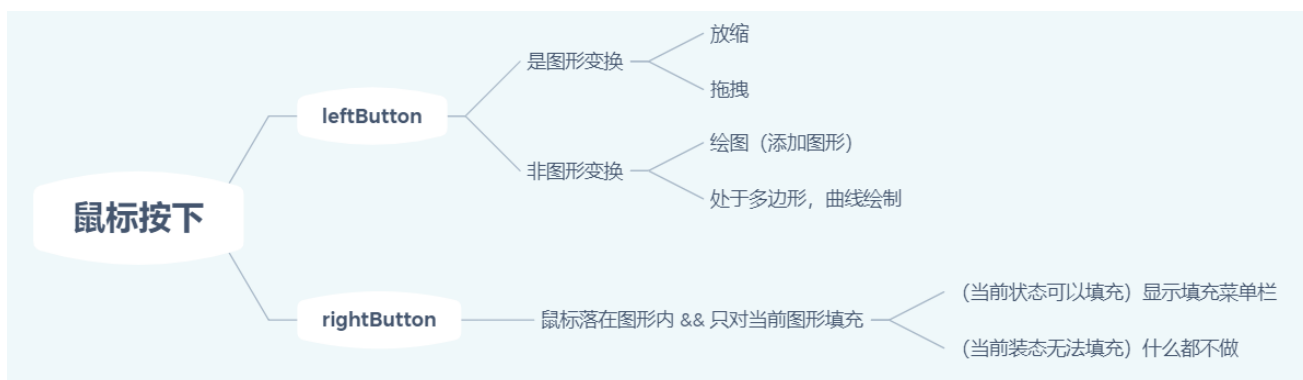 鼠标按下
leftButton
是图形变换
放缩
拖拽
非图形变换
绘图（添加图形）
处于多边形，曲线绘制
rightButton
鼠标落在图形内 && 只对当前图形填充
（当前状态可以填充）显示填充菜单栏
（当前装态无法填充）什么都不做